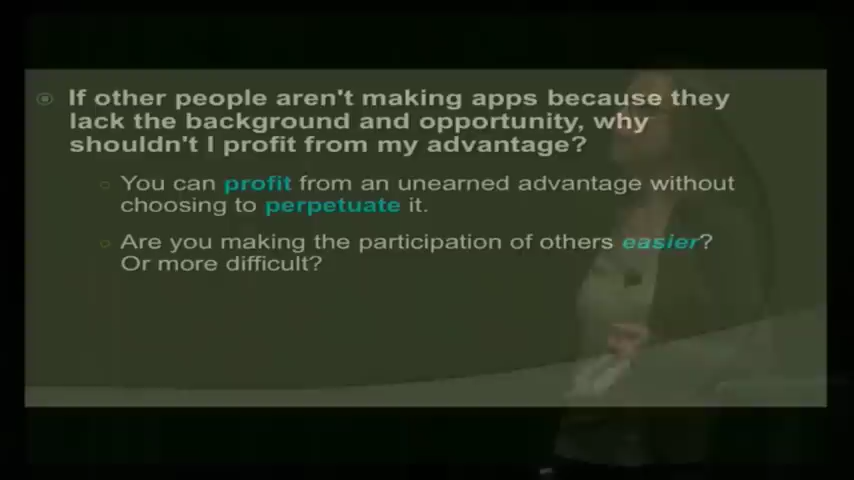 If other people aren't making apps because they
lack the background and opportunity, why
shouldn't I profit from my advantage?
You can profit from an unearned advantage without
choosing to perpetuate it.
Are you making the participation of others easier?
Or more difficult?